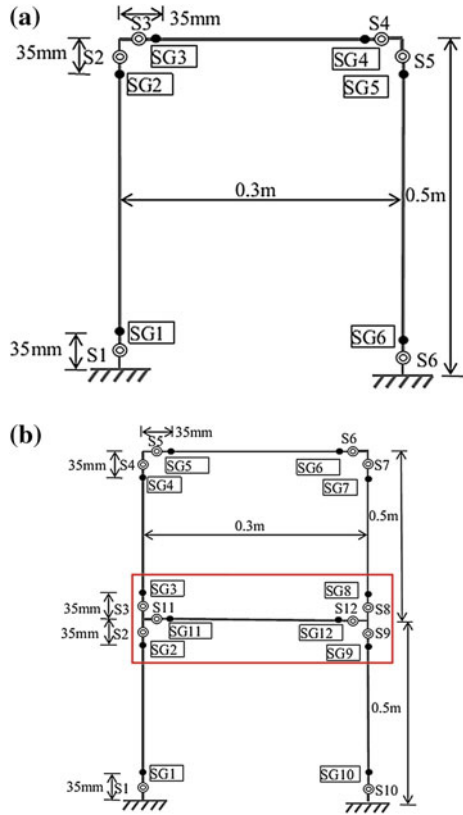 (a)
S3 35mm S4
35mm S2 SG3 SG4 S5
SG2 SG5
0.3m 0.5m
SG1 SG6
35mm S1 S6
(b)
35mm
S5 S6
35mm S4 SG5 SG6 S7
SG4 SG7
0.3m 0.5m
SG3 SG8
35mm S3 S11 S12 S8
35mm S2 SG11 SG12 S9
SG2 SG9
0.5m
SG1 SG10
35mm S1 S10